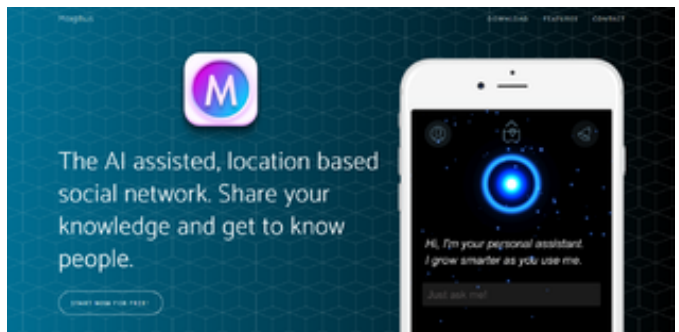 DOWNLOAD FEATURES CONTACT
M
The AI assisted, location based
social network. Share your
knowledge and get to know
people.
START NOW FOR FREE!
Hi, I'm your personal assistant.
I grow smarter as you use me.
Just ask me!